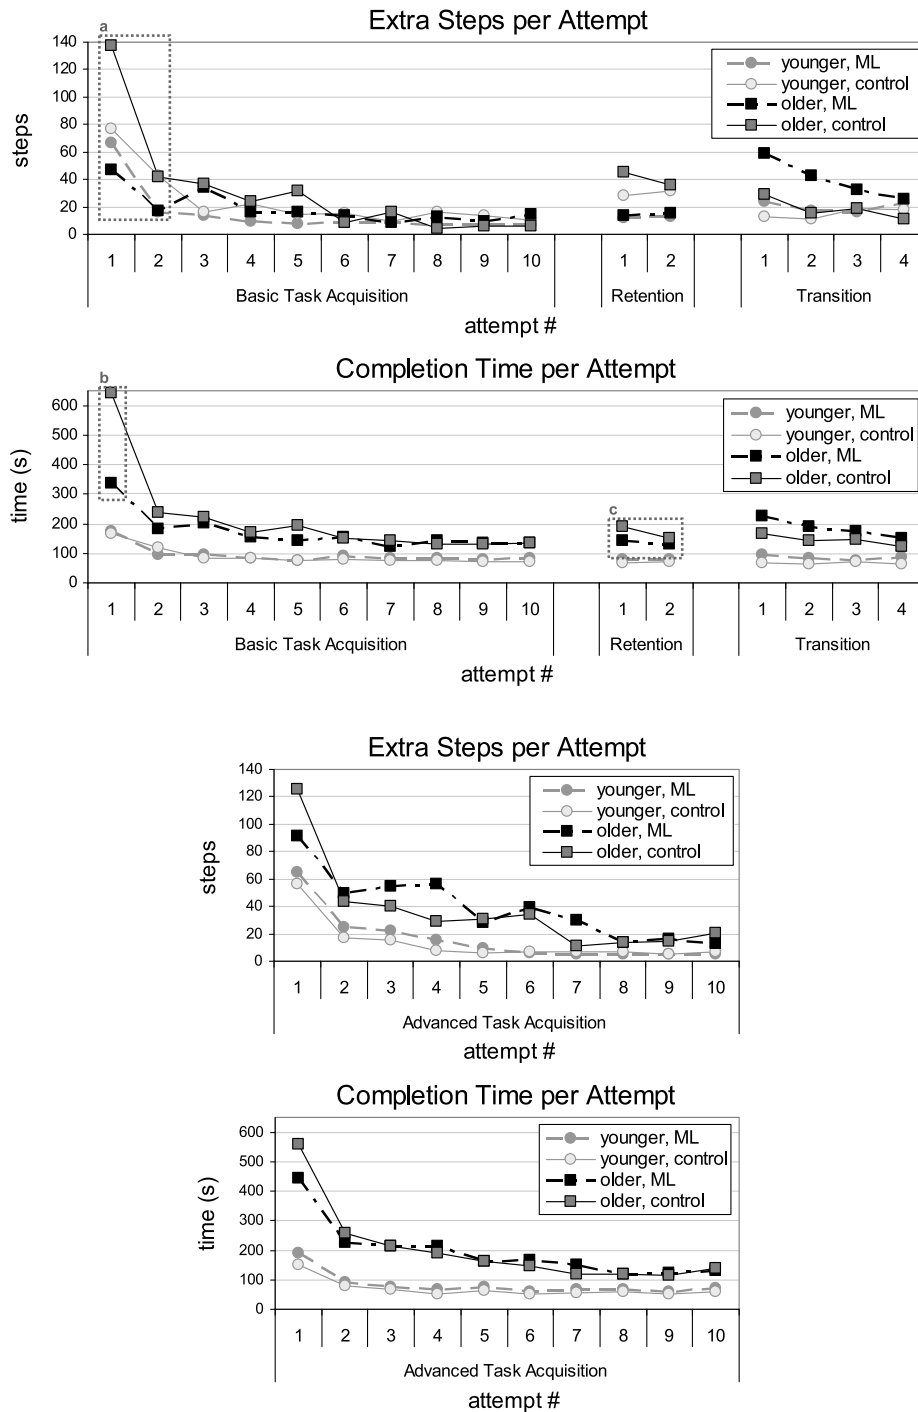 Extra Steps per Attempt
a
140
120
100
80
60
40
20
0
steps
younger, ML
younger, control
older, ML
older, control
1 2 3 4 5 6 7 8 9 10 1 2 1 2 3 4
Basic Task Acquisition Retention Transition
attempt #
Completion Time per Attempt
b
600
500
400
300
200
100
0
time (s)
younger, ML
younger, control
older, ML
older, control
c
1 2 3 4 5 6 7 8 9 10 1 2 1 2 3 4
Basic Task Acquisition Retention Transition
attempt #
Extra Steps per Attempt
140
120
100
80
60
40
20
0
steps
younger, ML
younger, control
older, ML
older, control
1 2 3 4 5 6 7 8 9 10
Advanced Task Acquisition
attempt #
Completion Time per Attempt
600
500
400
300
200
100
0
time (s)
younger, ML
younger, control
older, ML
older, control
1 2 3 4 5 6 7 8 9 10
Advanced Task Acquisition
attempt #